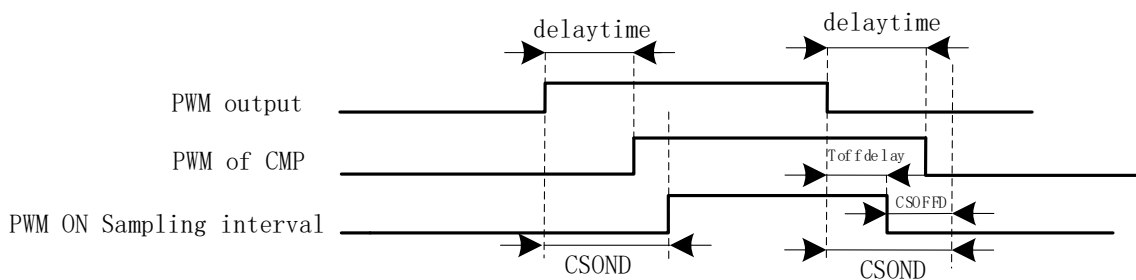 delaytime
delaytime
PWM output
PWM of CMP
Toffdelay
CSOFFD
PWM ON Sampling interval
CSOND
CSOND